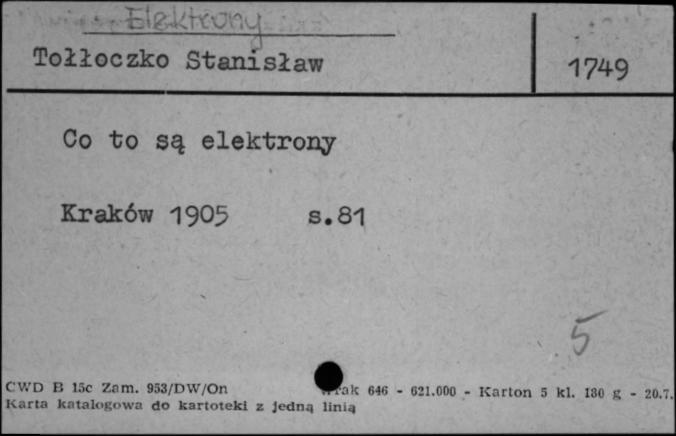 Elektrony
Tołłoczko Stanisław 1749
Co to są elektrony
Kraków 1905 s.81
5
CWD B 15c Zam. 953/DW/On 646 - 621.000 - Karton 5 kl. 180 g - 20.7.
Karta katalogowa do kartoteki z jedną linią